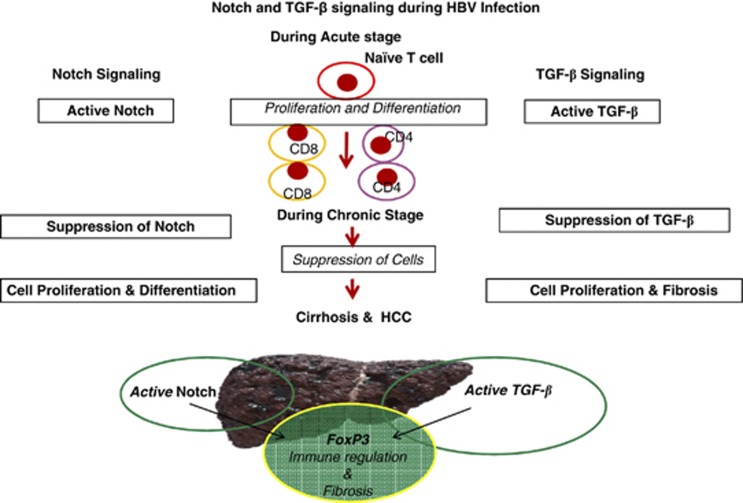 Notch and TGF-β signaling during HBV Infection
During Acute stage
Naïve T cell
Notch Signaling
TGF-β Signaling
Active Notch
Proliferation and Differentiation
Active TGF-β
CD8
CD4
CD8
CD4
During Chronic Stage
Suppression of Notch
Suppression of TGF-β
Suppression of Cells
Cell Proliferation & Differentiation
Cell Proliferation & Fibrosis
Cirrhosis & HCC
Active Notch
Active TGF-β
FoxP3
Immune regulation
&
Fibrosis